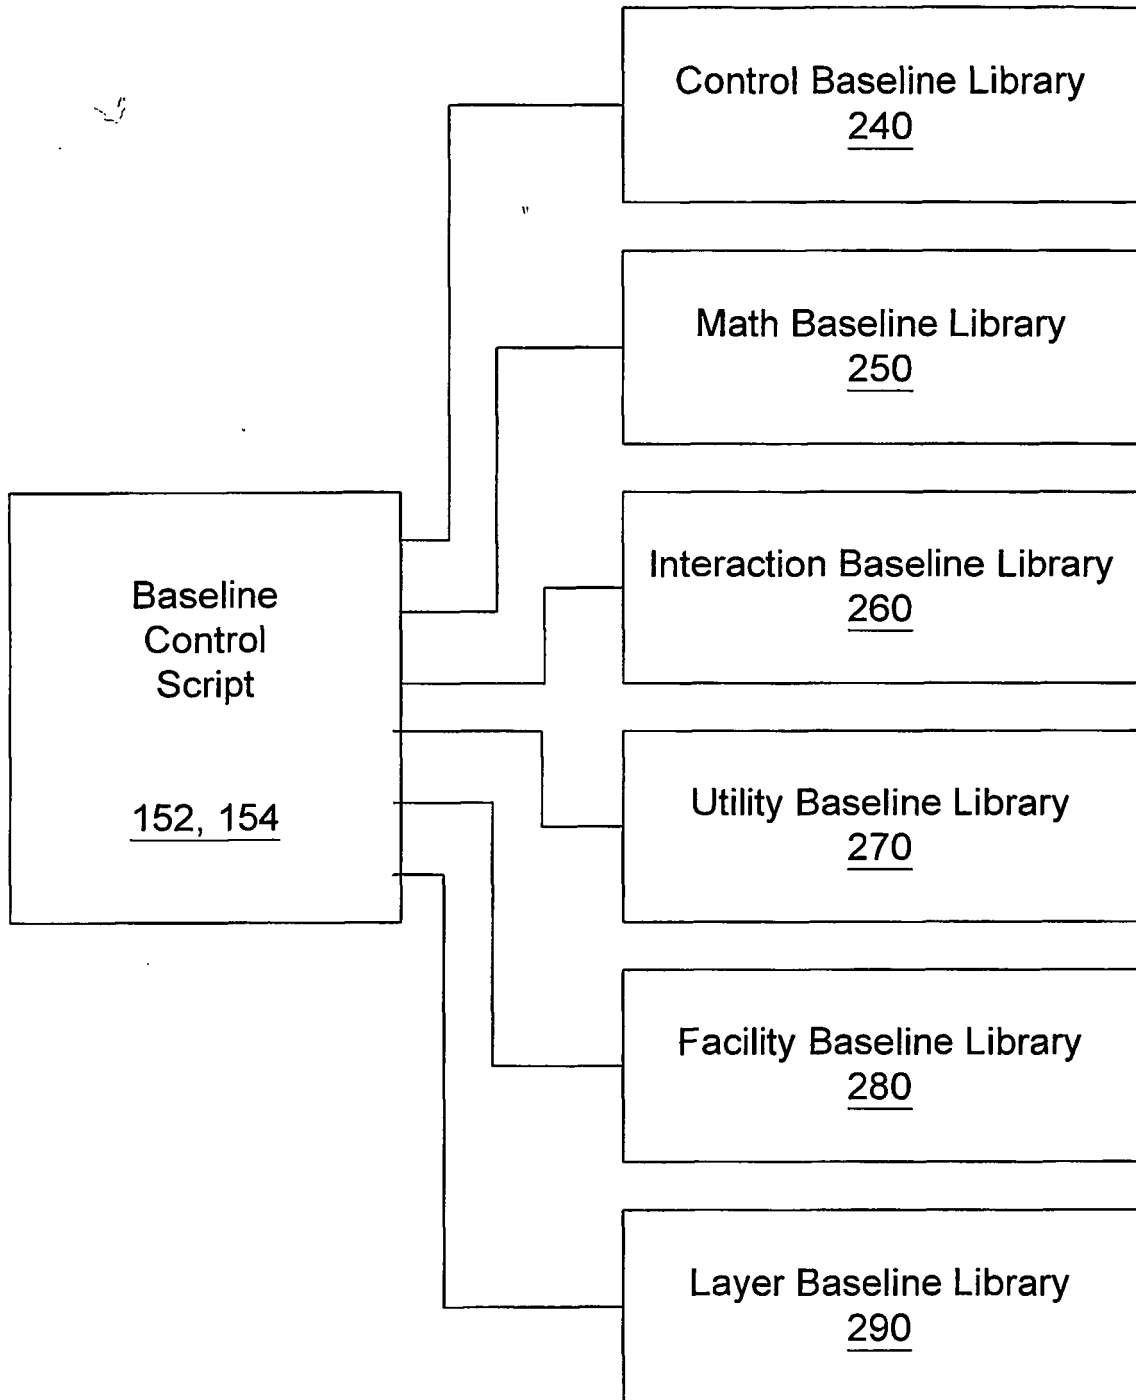 Control Baseline Library
240
Math Baseline Library
250
Interaction Baseline Library
260
Baseline
Control
Script
152, 154
Utility Baseline Library
270
Facility Baseline Library
280
Layer Baseline Library
290